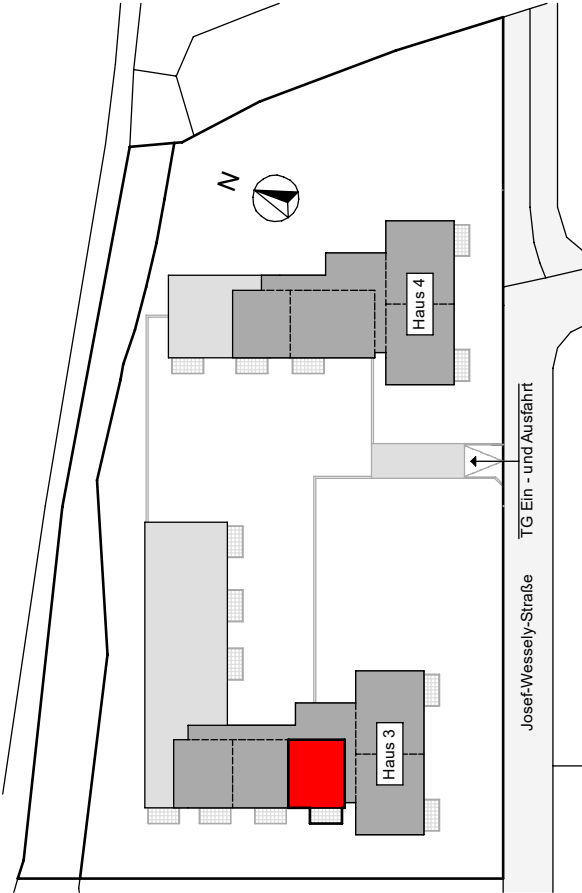 N
Haus 4
TG Ein - und Ausfahrt
Josef-Wessely-Straße
Haus 3